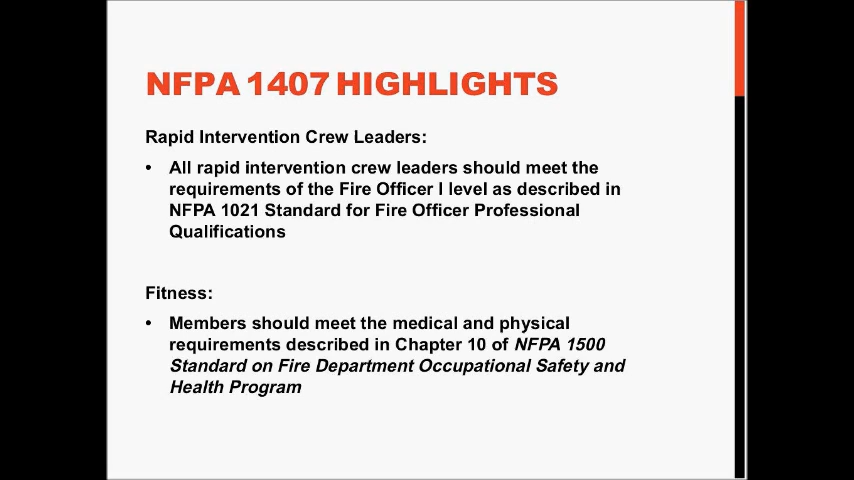 NFPA 1407 HIGHLIGHTS
Rapid Intervention Crew Leaders:
• All rapid intervention crew leaders should meet the
requirements of the Fire Officer I level as described in
NFPA 1021 Standard for Fire Officer Professional
Qualifications
Fitness:
• Members should meet the medical and physical
requirements described in Chapter 10 of NFPA 1500
Standard on Fire Department Occupational Safety and
Health Program